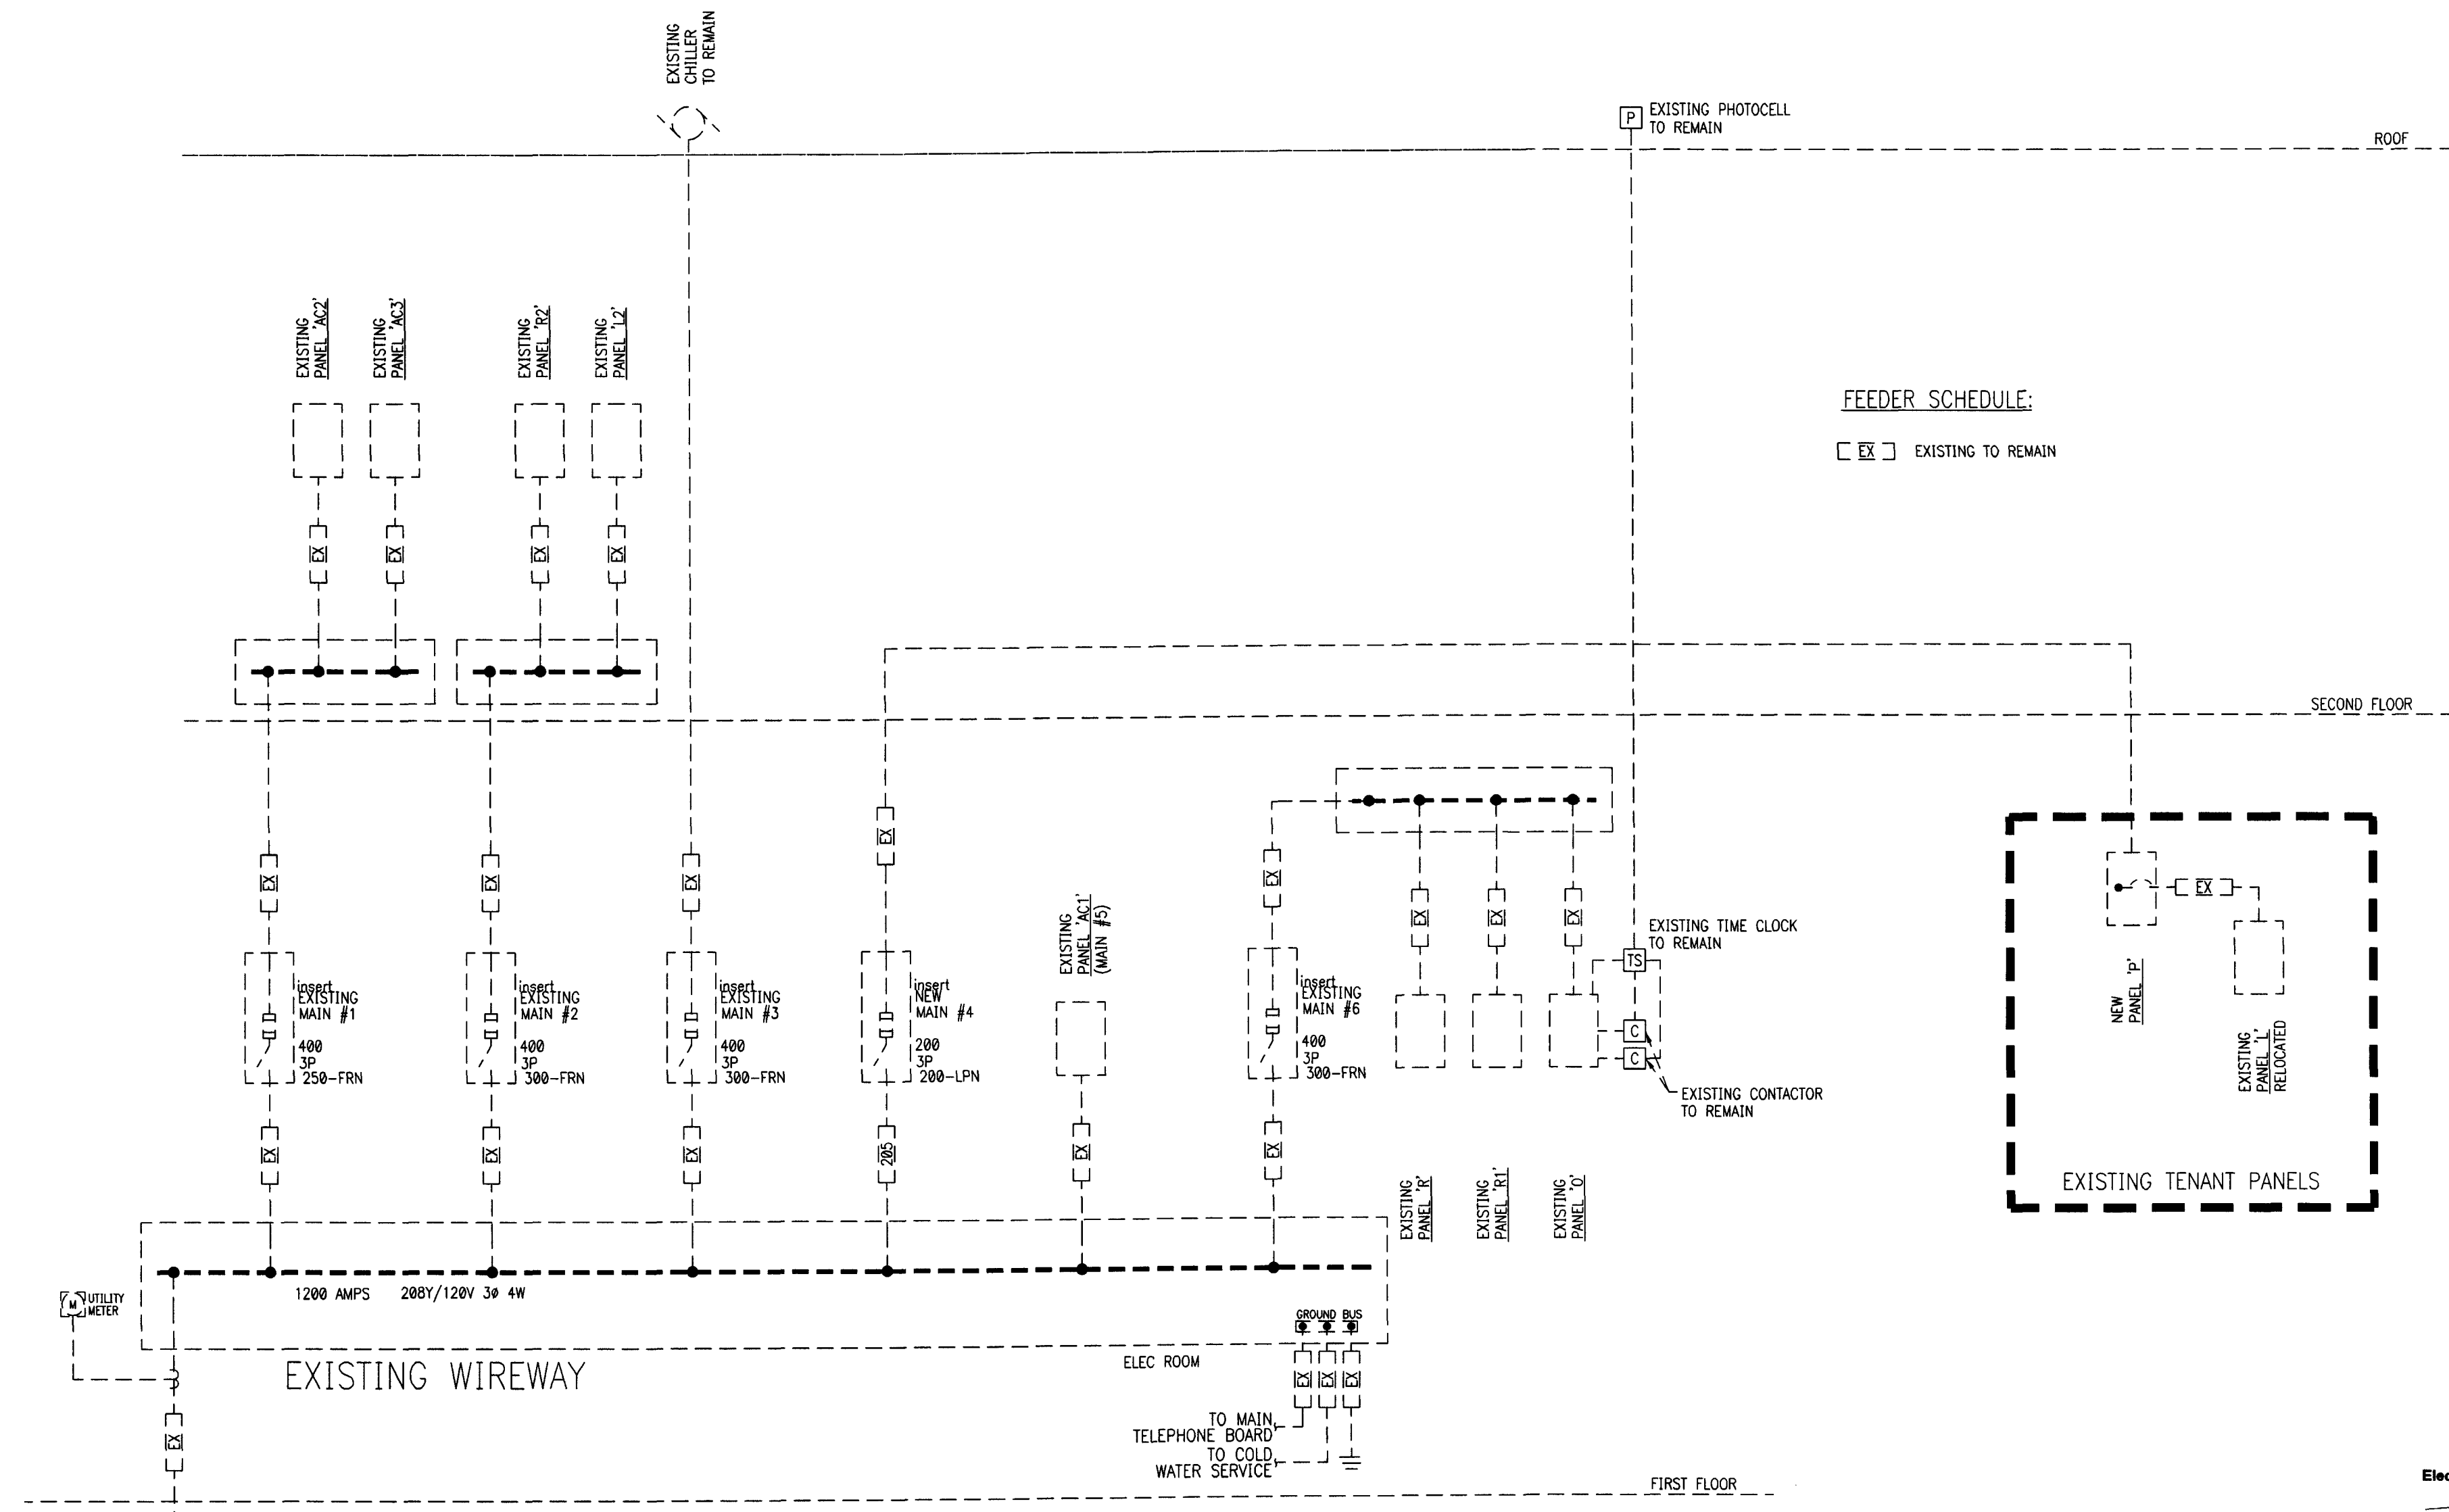 EXISTING
CHILLER
TO REMAIN
P
EXISTING PHOTOCELL
TO REMAIN
ROOF
EXISTING
PANEL 'AC2'
EXISTING
PANEL 'AC3'
EXISTING
PANEL 'R2'
EXISTING
PANEL 'L2'
FEEDER SCHEDULE:
EX EXISTING TO REMAIN
EX
EX
EX
EX
SECOND FLOOR
EX
EX
EX
EX
EX
EX
EX
EX
EX
EXISTING
PANEL 'AC1'
(MAIN #5)
EXISTING TIME CLOCK
TO REMAIN
TS
C
C
EXISTING CONTACTOR
TO REMAIN
insert
EXISTING
MAIN #1
400
3P
250-FRN
insert
EXISTING
MAIN #2
400
3P
300-FRN
insert
EXISTING
MAIN #3
400
3P
300-FRN
insert
NEW
MAIN #4
200
3P
200-LPN
insert
EXISTING
MAIN #6
400
3P
300-FRN
NEW
PANEL 'P'
EXISTING
PANEL 'L'
RELOCATED
EXISTING TENANT PANELS
EX
EX
EX
205
EX
EX
EXISTING
PANEL 'R'
EXISTING
PANEL 'R1'
EXISTING
PANEL 'O'
M
UTILITY
METER
1200 AMPS 208Y/120V 3ø 4W
GROUND BUS
EXISTING WIREWAY
ELEC ROOM
EX
EX
EX
EX
TO MAIN
TELEPHONE BOARD
TO COLD
WATER SERVICE
FIRST FLOOR
Elec